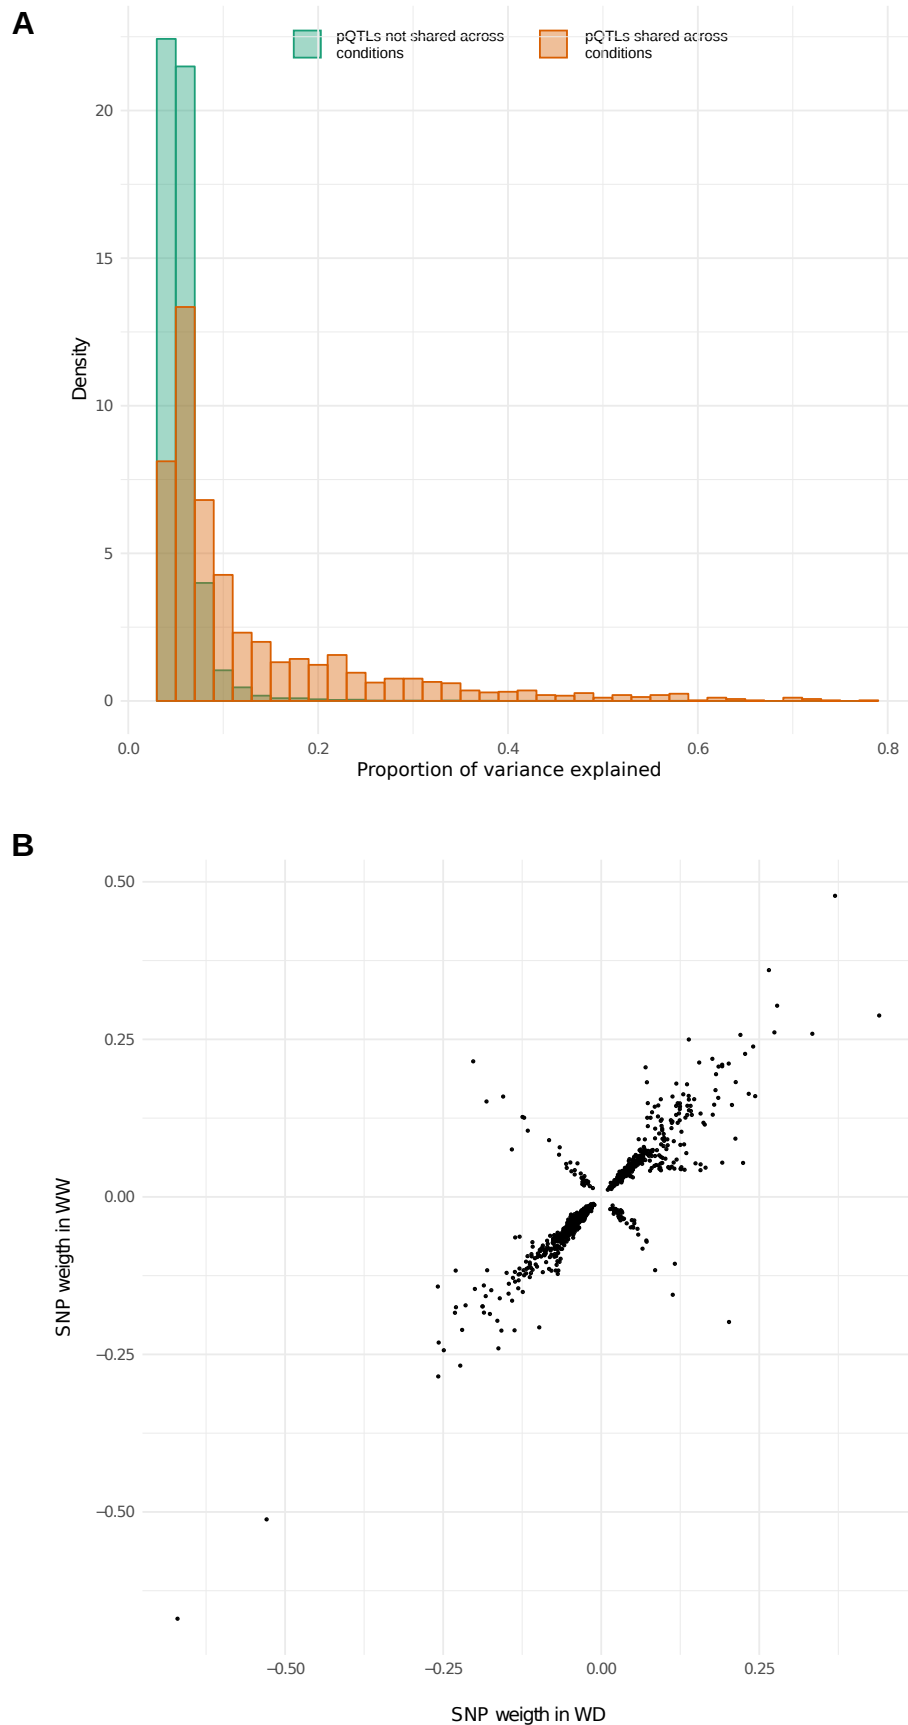 A
pQTLs not shared across
conditions
pQTLs shared across
conditions
20
15
10
5
0
Density
0.0 0.2 0.4 0.6 0.8
Proportion of variance explained
B
0.50
0.25
0.00
−0.25
−0.50
SNP weigth in WW
−0.50 −0.25 0.00 0.25
SNP weigth in WD